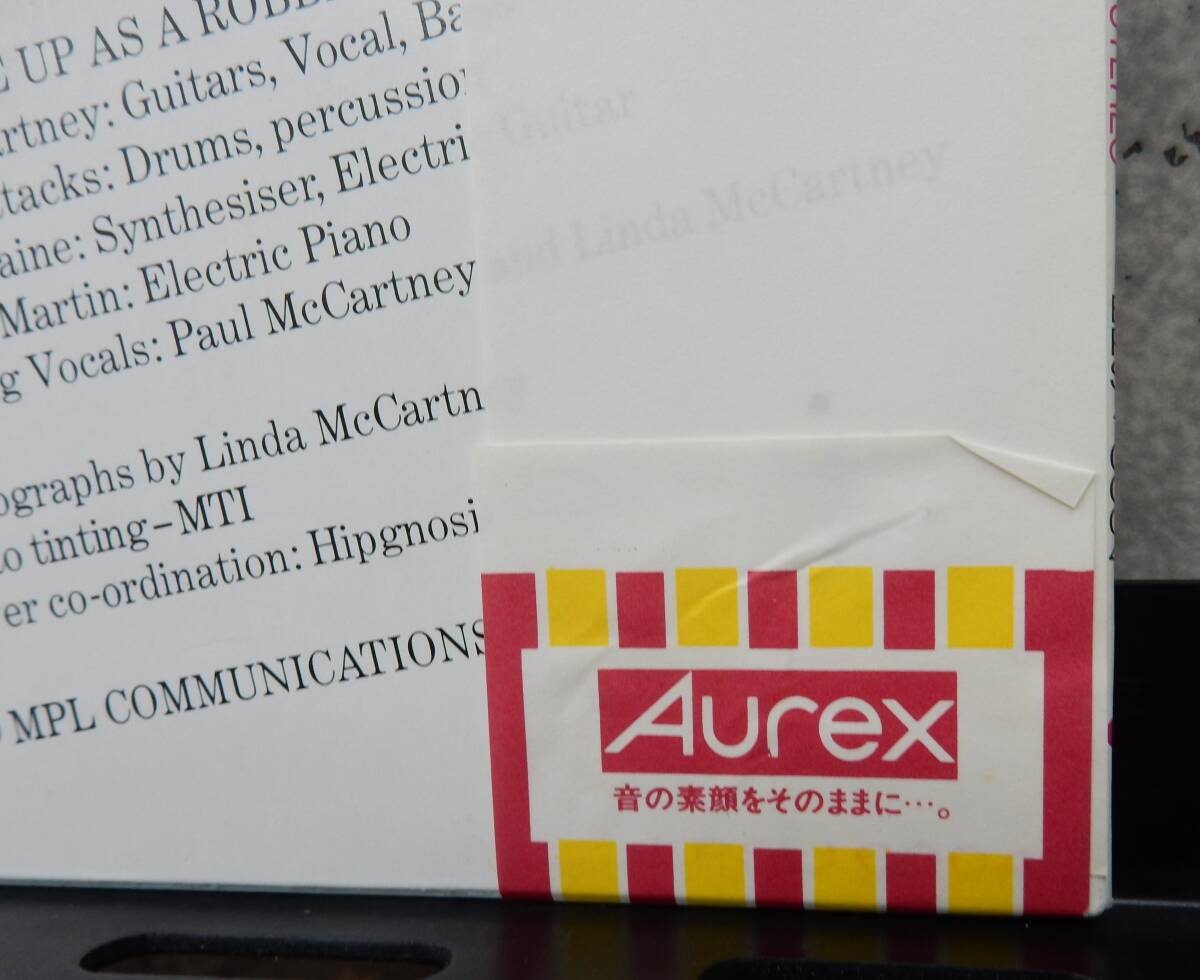 UP AS A
rtney: Guitars, Vocal, Ba
tacks: Drums, percussio
aine: Synthesiser, Electri
-Guitar
Martin: Electric Piano
g Vocals: Paul McCartney and Linda McCartney
ographs by Linda McCartn
o tinting-MTI
er co-ordination: Hipgnosi
MPL COMMUNICATIONS
Aurex
音の素顔をそのままに…。